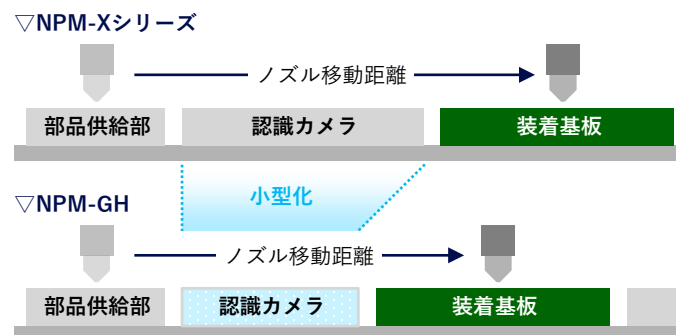 ▽NPM-Xシリーズ
ノズル移動距離
部品供給部 認識カメラ 装着基板
小型化
▽NPM-GH
ノズル移動距離
部品供給部 認識カメラ 装着基板